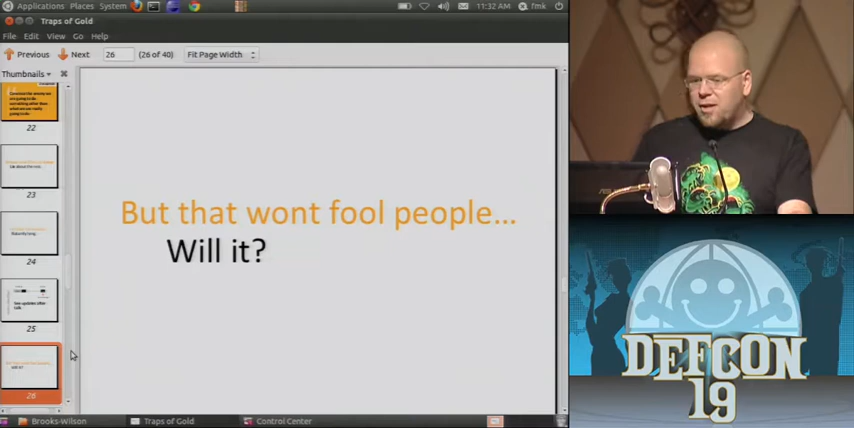 Applications Places System
11:32 AM fmk
Traps of Gold
File Edit View Go Help
Previous Next 26 (26 of 40) Fit Page Width
Thumbnails
22
23
24
25
26
But that wont fool people...
Will it?
DEFCON
19
Brooks-Wilson Traps of Gold Control Center